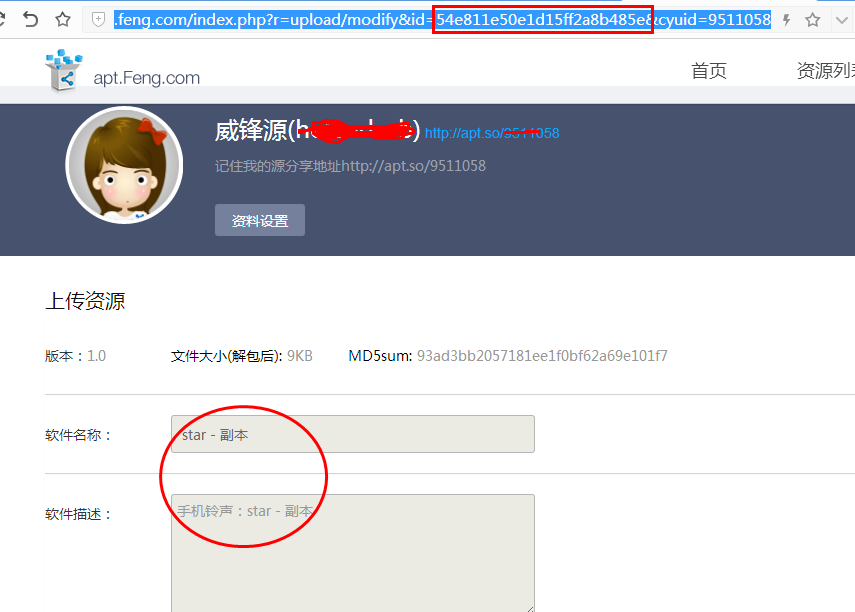 .feng.com/index.php?r=upload/modify&id=54e811e50e1d15ff2a8b485e&cyuid=9511058
apt.Feng.com 首页 资源列表
威锋源( ) http://apt.so/9511058
记住我的源分享地址http://apt.so/9511058
资料设置
上传资源
版本：1.0 文件大小(解包后): 9KB MD5sum: 93ad3bb2057181ee1f0bf62a69e101f7
软件名称： star - 副本
软件描述： 手机铃声：star - 副本